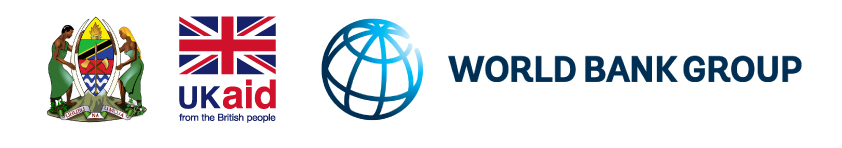 UKaid
from the British people
WORLD BANK GROUP